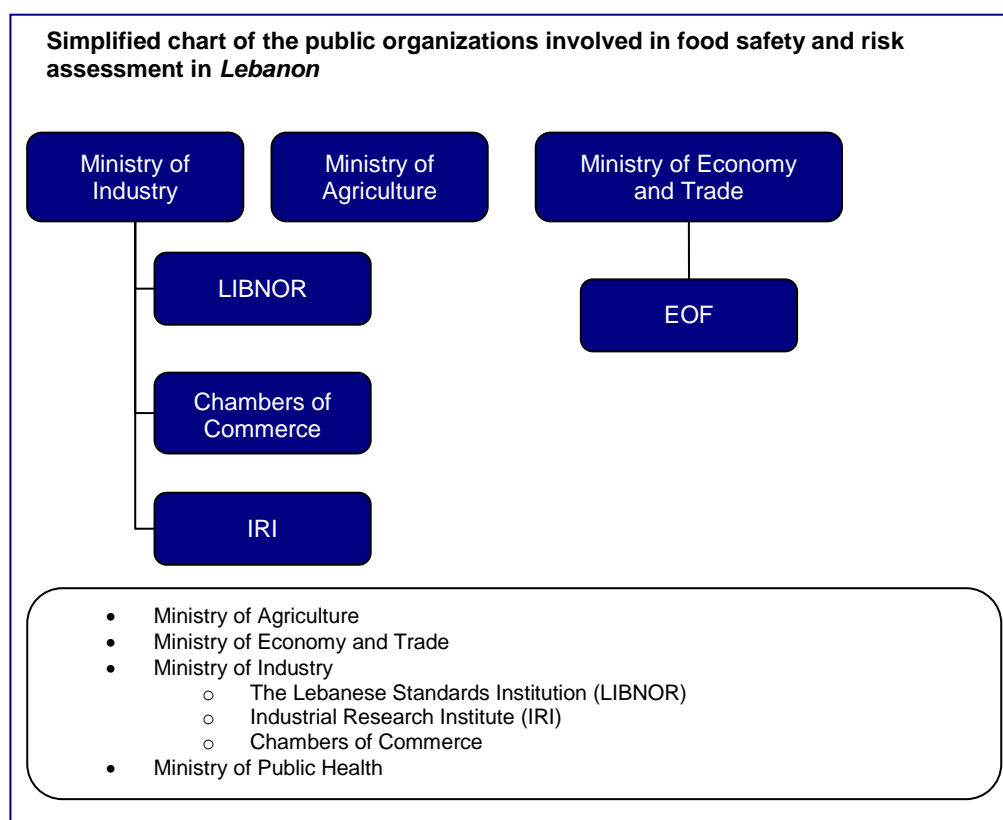 Simplified chart of the public organizations involved in food safety and risk
assessment in Lebanon
Ministry of
Industry
Ministry of
Agriculture
Ministry of Economy
and Trade
LIBNOR
EOF
Chambers of
Commerce
IRI
• Ministry of Agriculture
• Ministry of Economy and Trade
• Ministry of Industry
o The Lebanese Standards Institution (LIBNOR)
o Industrial Research Institute (IRI)
o Chambers of Commerce
• Ministry of Public Health